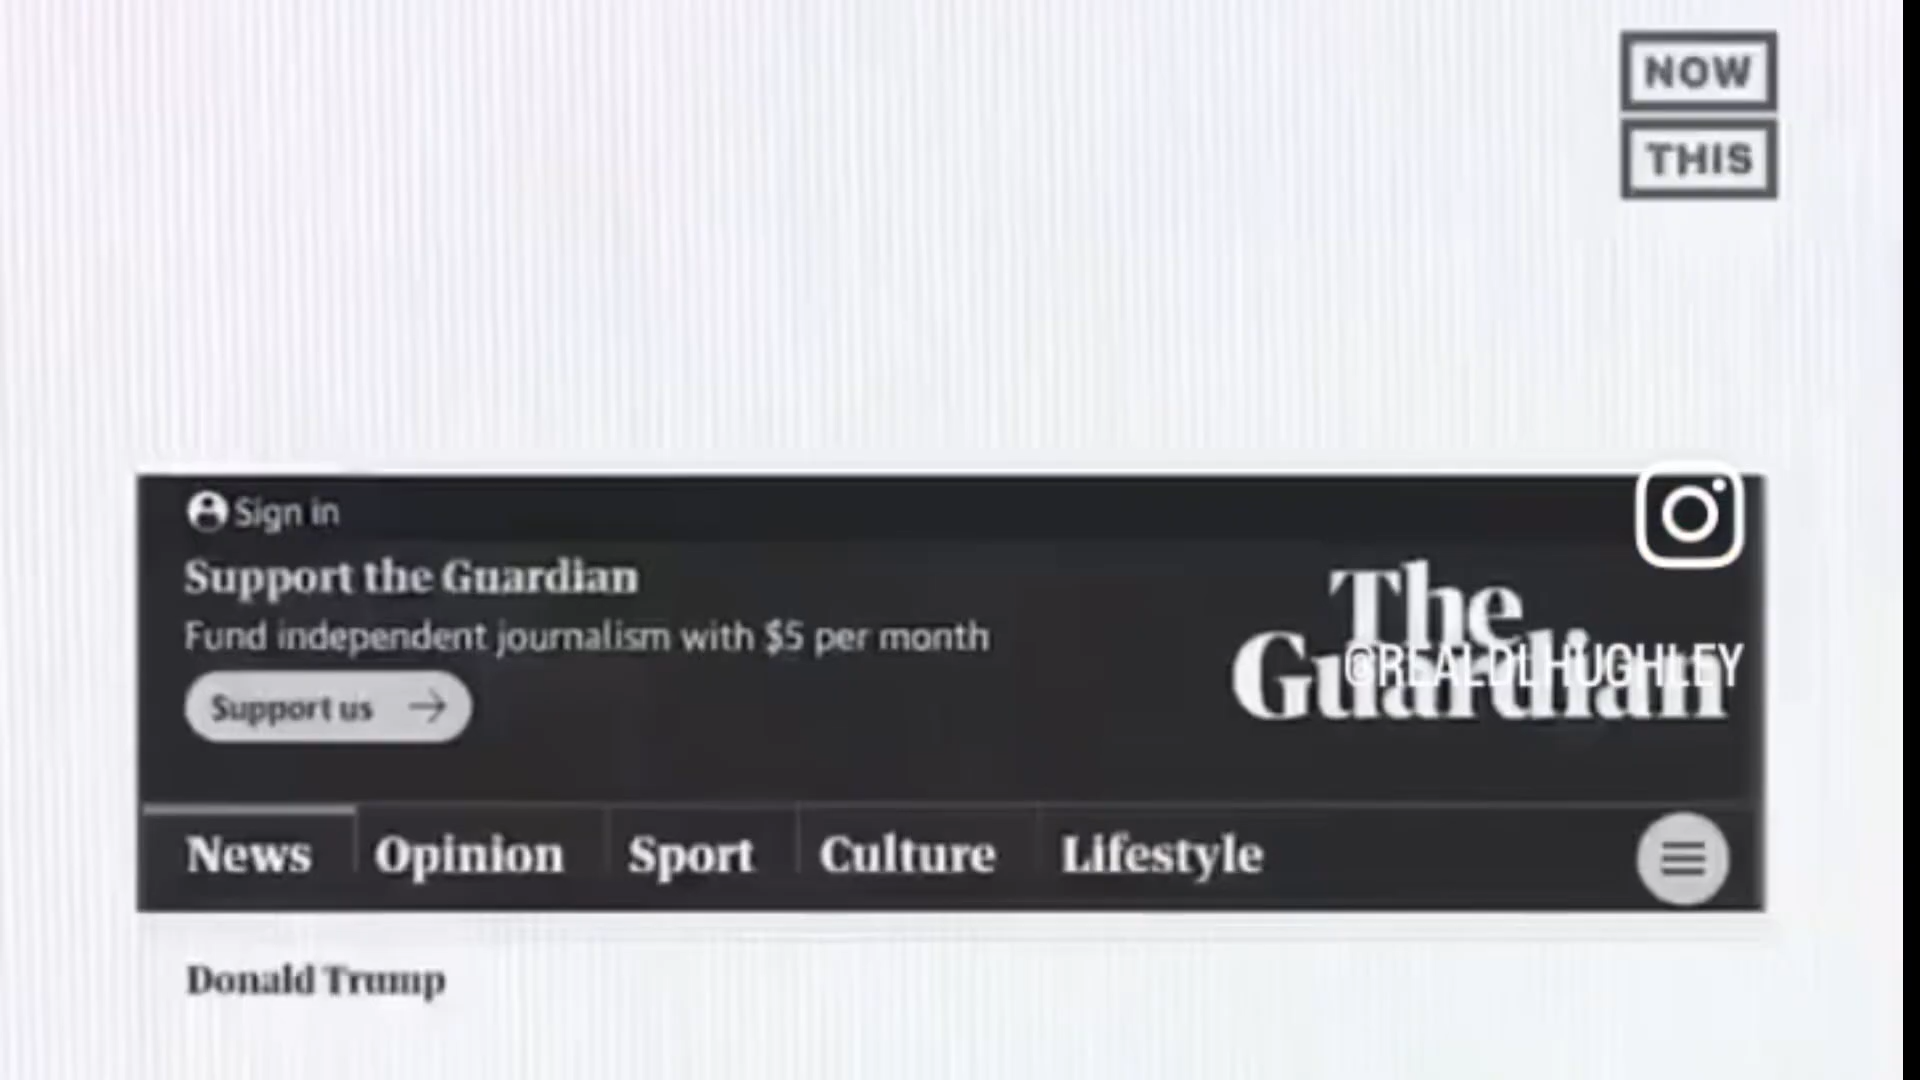 NOW
THIS
Sign in
Support the Guardian
Fund independent journalism with $5 per month
Support us
The
Guardian
@REALDLHUGHLEY
News
Opinion
Sport
Culture
Lifestyle
Donald Trump